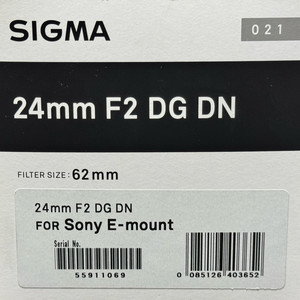 SIGMA
021
24mm F2 DG DN
FILTER SIZE: 62mm
24mm F2 DG DN
FOR Sony E-mount
Serial No.
55911069
0 085126 403652